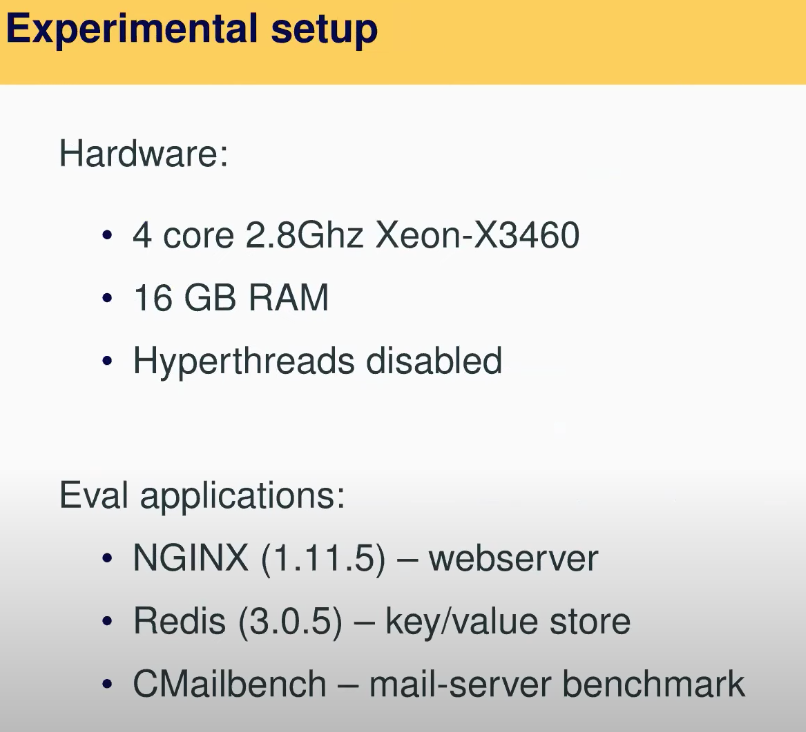 Experimental setup
Hardware:
• 4 core 2.8Ghz Xeon-X3460
• 16 GB RAM
• Hyperthreads disabled
Eval applications:
• NGINX (1.11.5) – webserver
• Redis (3.0.5) – key/value store
• CMailbench – mail-server benchmark